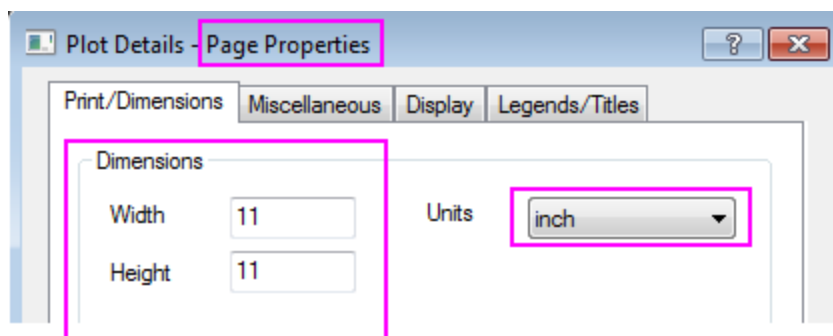 Plot Details - Page Properties
Print/Dimensions Miscellaneous Display Legends/Titles
Dimensions
Width 11 Units inch
Height 11